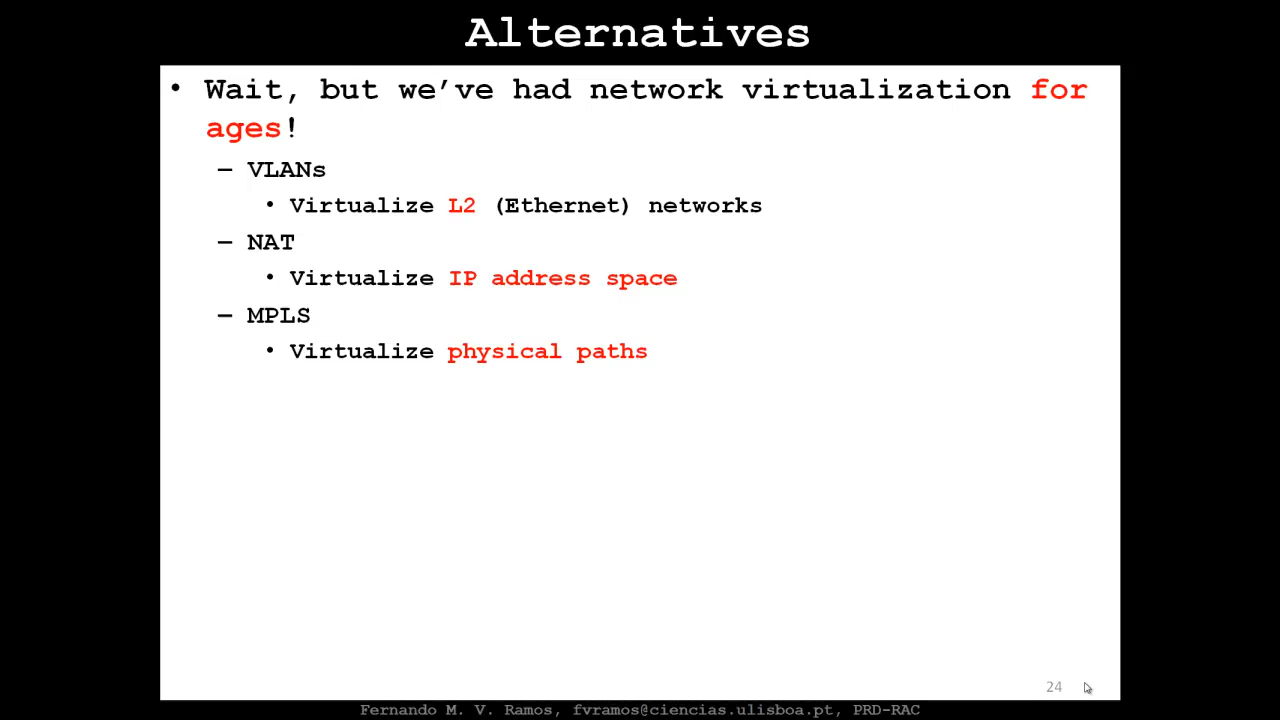 Alternatives
• Wait, but we’ve had network virtualization for
ages!
– VLANs
• Virtualize L2 (Ethernet) networks
– NAT
• Virtualize IP address space
– MPLS
• Virtualize physical paths
24
Fernando M. V. Ramos, fvramos@ciencias.ulisboa.pt, PRD-RAC